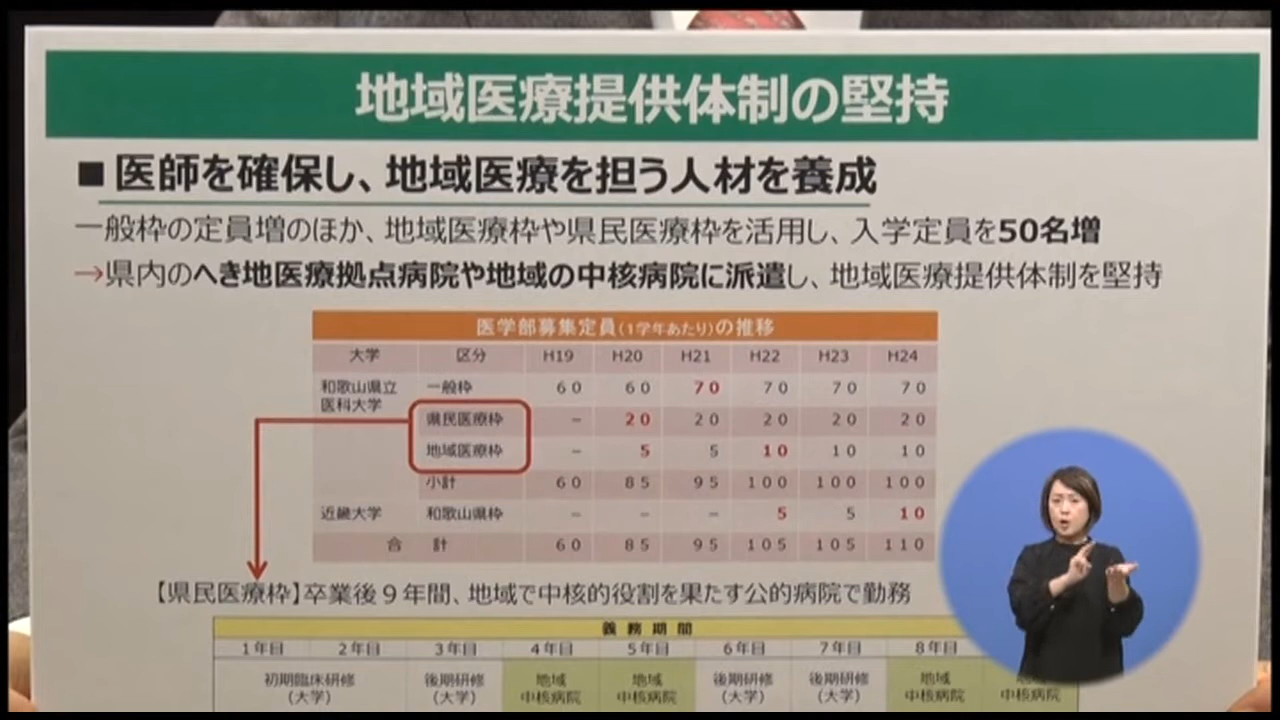 地域医療提供体制の堅持
■ 医師を確保し、地域医療を担う人材を養成
一般枠の定員増のほか、地域医療枠や県民医療枠を活用し、入学定員を50名増
→県内のへき地医療拠点病院や地域の中核病院に派遣し、地域医療提供体制を堅持
医学部募集定員(1学年あたり)の推移
大学 区分 H19 H20 H21 H22 H23 H24
和歌山県立医科大学 一般枠 60 60 70 70 70 70
県民医療枠 － 20 20 20 20 20
地域医療枠 － 5 5 10 10 10
小計 60 85 95 100 100 100
近畿大学 和歌山県枠 － － － 5 5 10
合 計 60 85 95 105 105 110
【県民医療枠】卒業後9年間、地域で中核的役割を果たす公的病院で勤務
義務期間
1年目 2年目 3年目 4年目 5年目 6年目 7年目 8年目
初期臨床研修 後期研修 地域 地域 後期研修 後期研修 地域
(大学) (大学) 中核病院 中核病院 (大学) (大学) 中核病院 中核病院